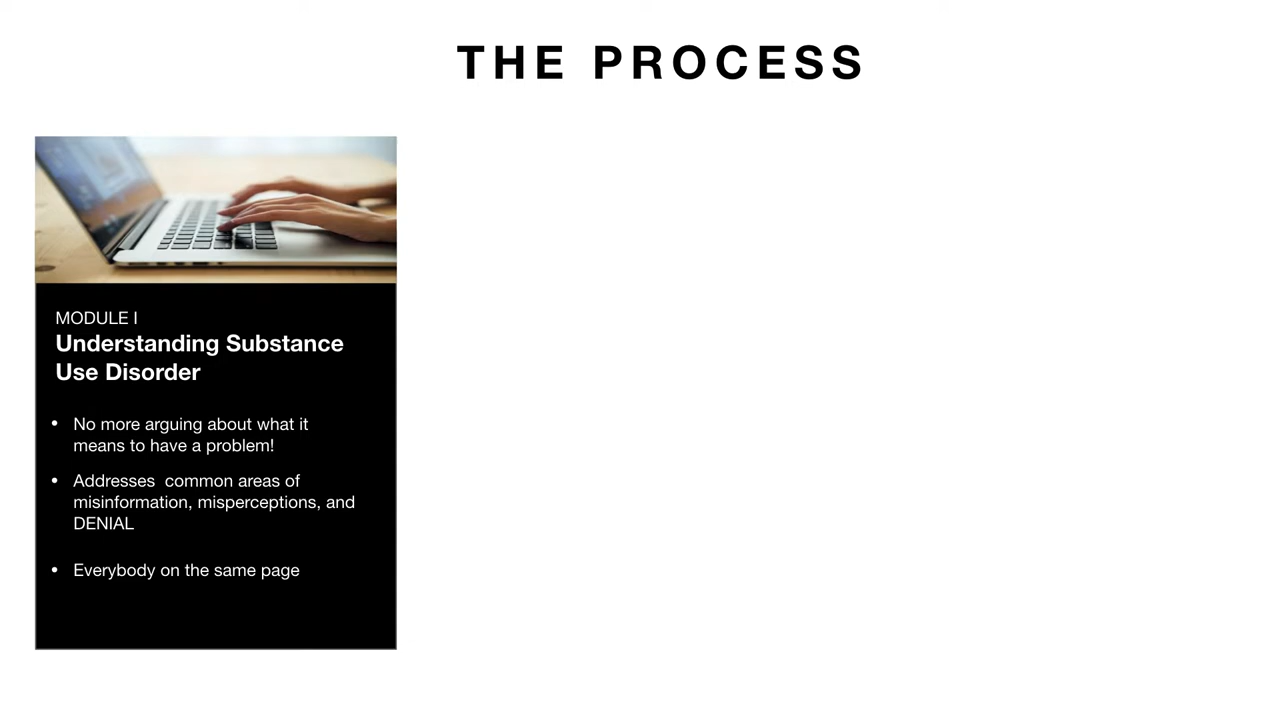 THE PROCESS
MODULE I
Understanding Substance
Use Disorder
• No more arguing about what it
means to have a problem!
• Addresses  common areas of
misinformation, misperceptions, and
DENIAL
• Everybody on the same page